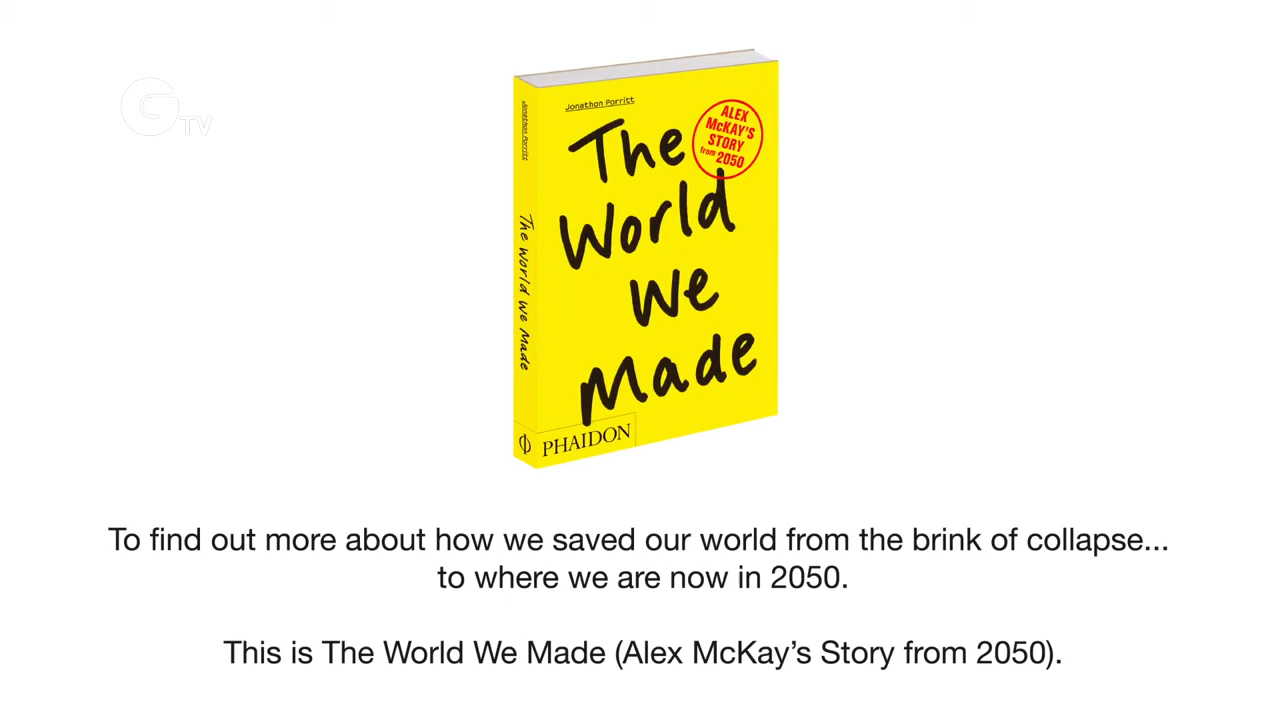 G TV
Jonathon Porritt
Jonathon Porritt
The World We Made
The
World
We
Made
ALEX
McKAY'S
STORY
from 2050
PHAIDON
To find out more about how we saved our world from the brink of collapse...
to where we are now in 2050.
This is The World We Made (Alex McKay’s Story from 2050).